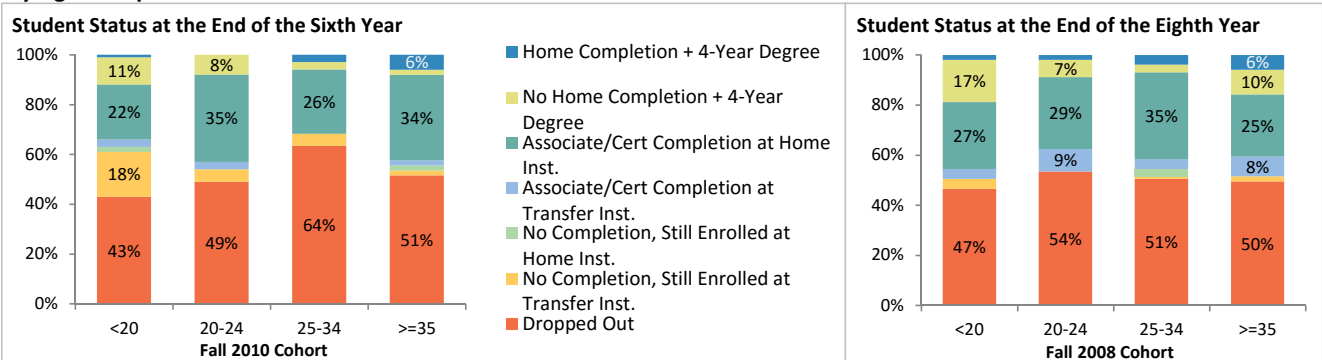 Student Status at the End of the Sixth Year
100%
80%
60%
40%
20%
0%
11%
22%
18%
43%
8%
35%
49%
26%
64%
6%
34%
51%
<20 20-24 25-34 >=35
Fall 2010 Cohort
Home Completion + 4-Year Degree
No Home Completion + 4-Year
Degree
Associate/Cert Completion at Home
Inst.
Associate/Cert Completion at
Transfer Inst.
No Completion, Still Enrolled at
Home Inst.
No Completion, Still Enrolled at
Transfer Inst.
Dropped Out
Student Status at the End of the Eighth Year
100%
80%
60%
40%
20%
0%
17%
27%
47%
7%
29%
9%
54%
35%
51%
6%
10%
25%
8%
50%
<20 20-24 25-34 >=35
Fall 2008 Cohort